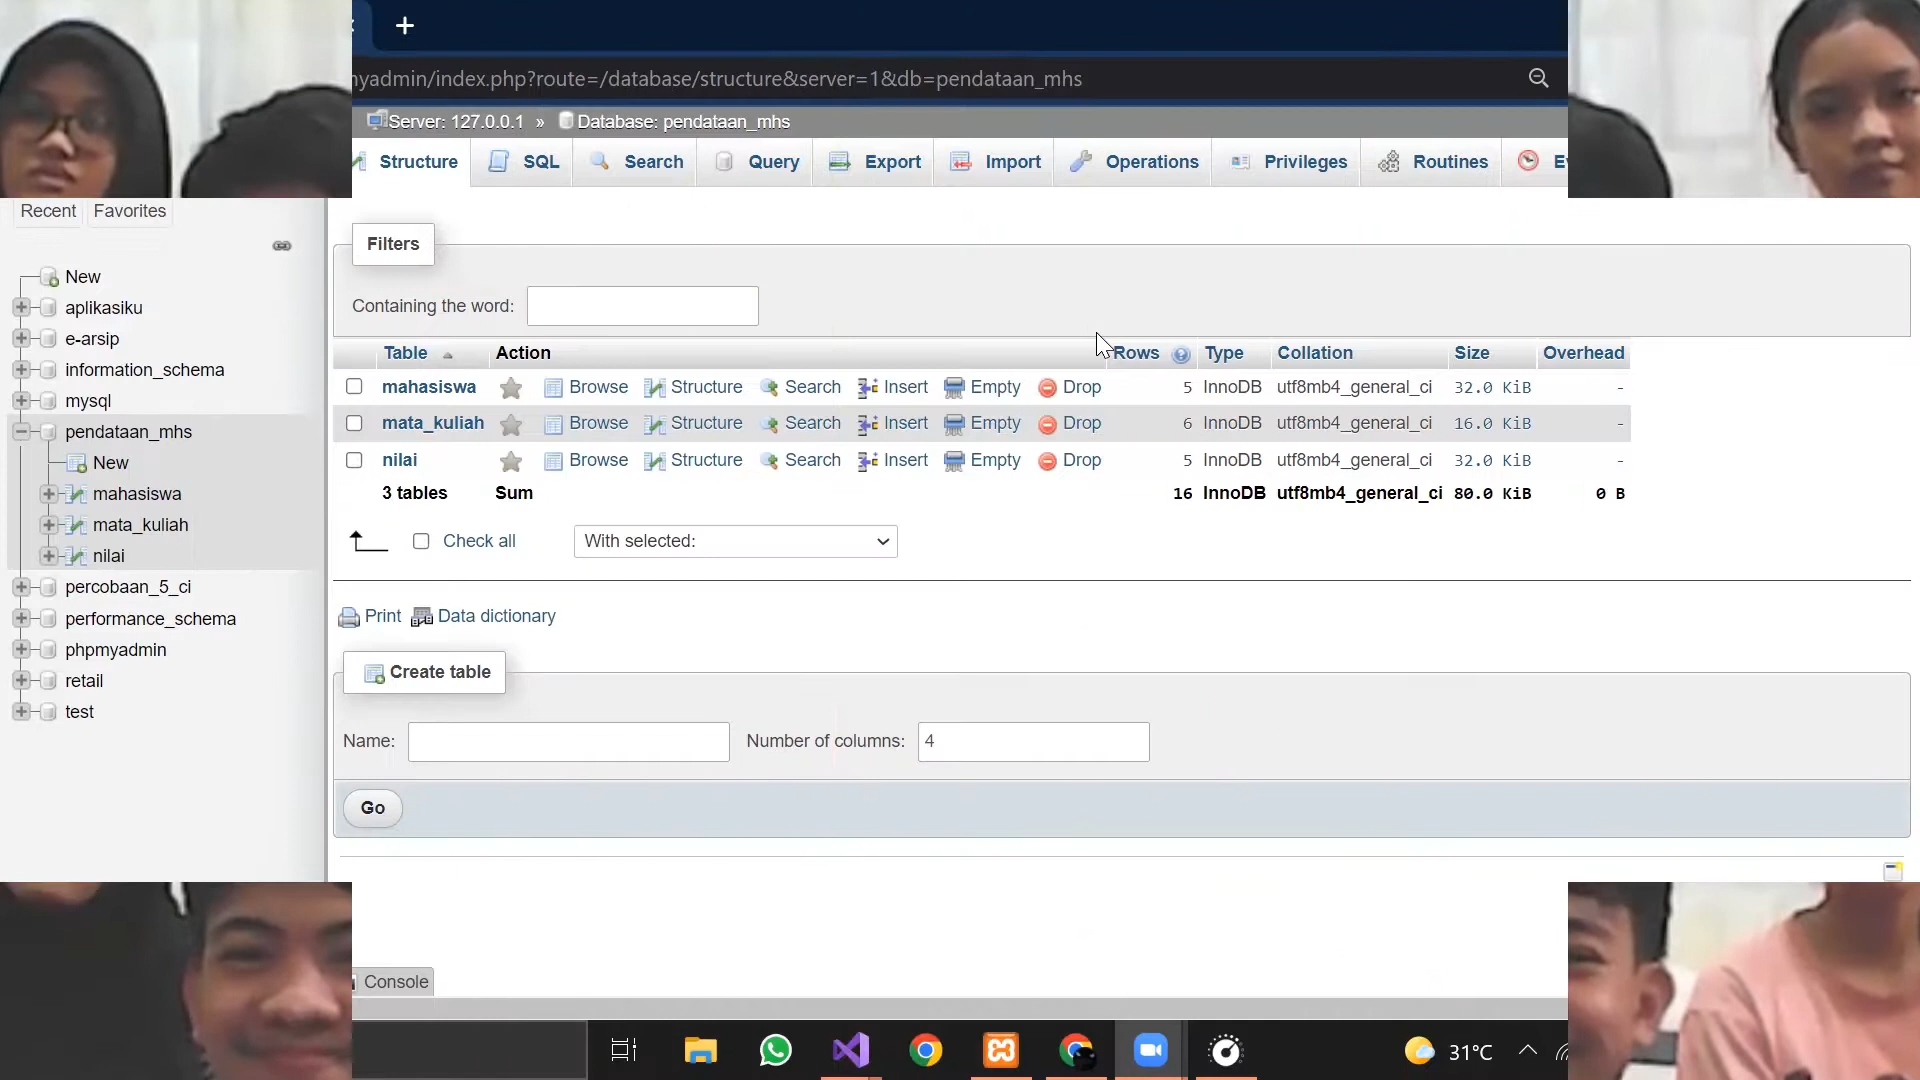 nyadmin/index.php?route=/database/structure&server=1&db=pendataan_mhs
Server: 127.0.0.1 » Database: pendataan_mhs
Structure SQL Search Query Export Import Operations Privileges Routines
Recent Favorites
New
aplikasiku
e-arsip
information_schema
mysql
pendataan_mhs
New
mahasiswa
mata_kuliah
nilai
percobaan_5_ci
performance_schema
phpmyadmin
retail
test
Filters
Containing the word:
Table Action Rows Type Collation Size Overhead
mahasiswa Browse Structure Search Insert Empty Drop 5 InnoDB utf8mb4_general_ci 32.0 KiB -
mata_kuliah Browse Structure Search Insert Empty Drop 6 InnoDB utf8mb4_general_ci 16.0 KiB -
nilai Browse Structure Search Insert Empty Drop 5 InnoDB utf8mb4_general_ci 32.0 KiB -
3 tables Sum 16 InnoDB utf8mb4_general_ci 80.0 KiB 0 B
Check all With selected:
Print Data dictionary
Create table
Name: Number of columns: 4
Go
Console
31°C